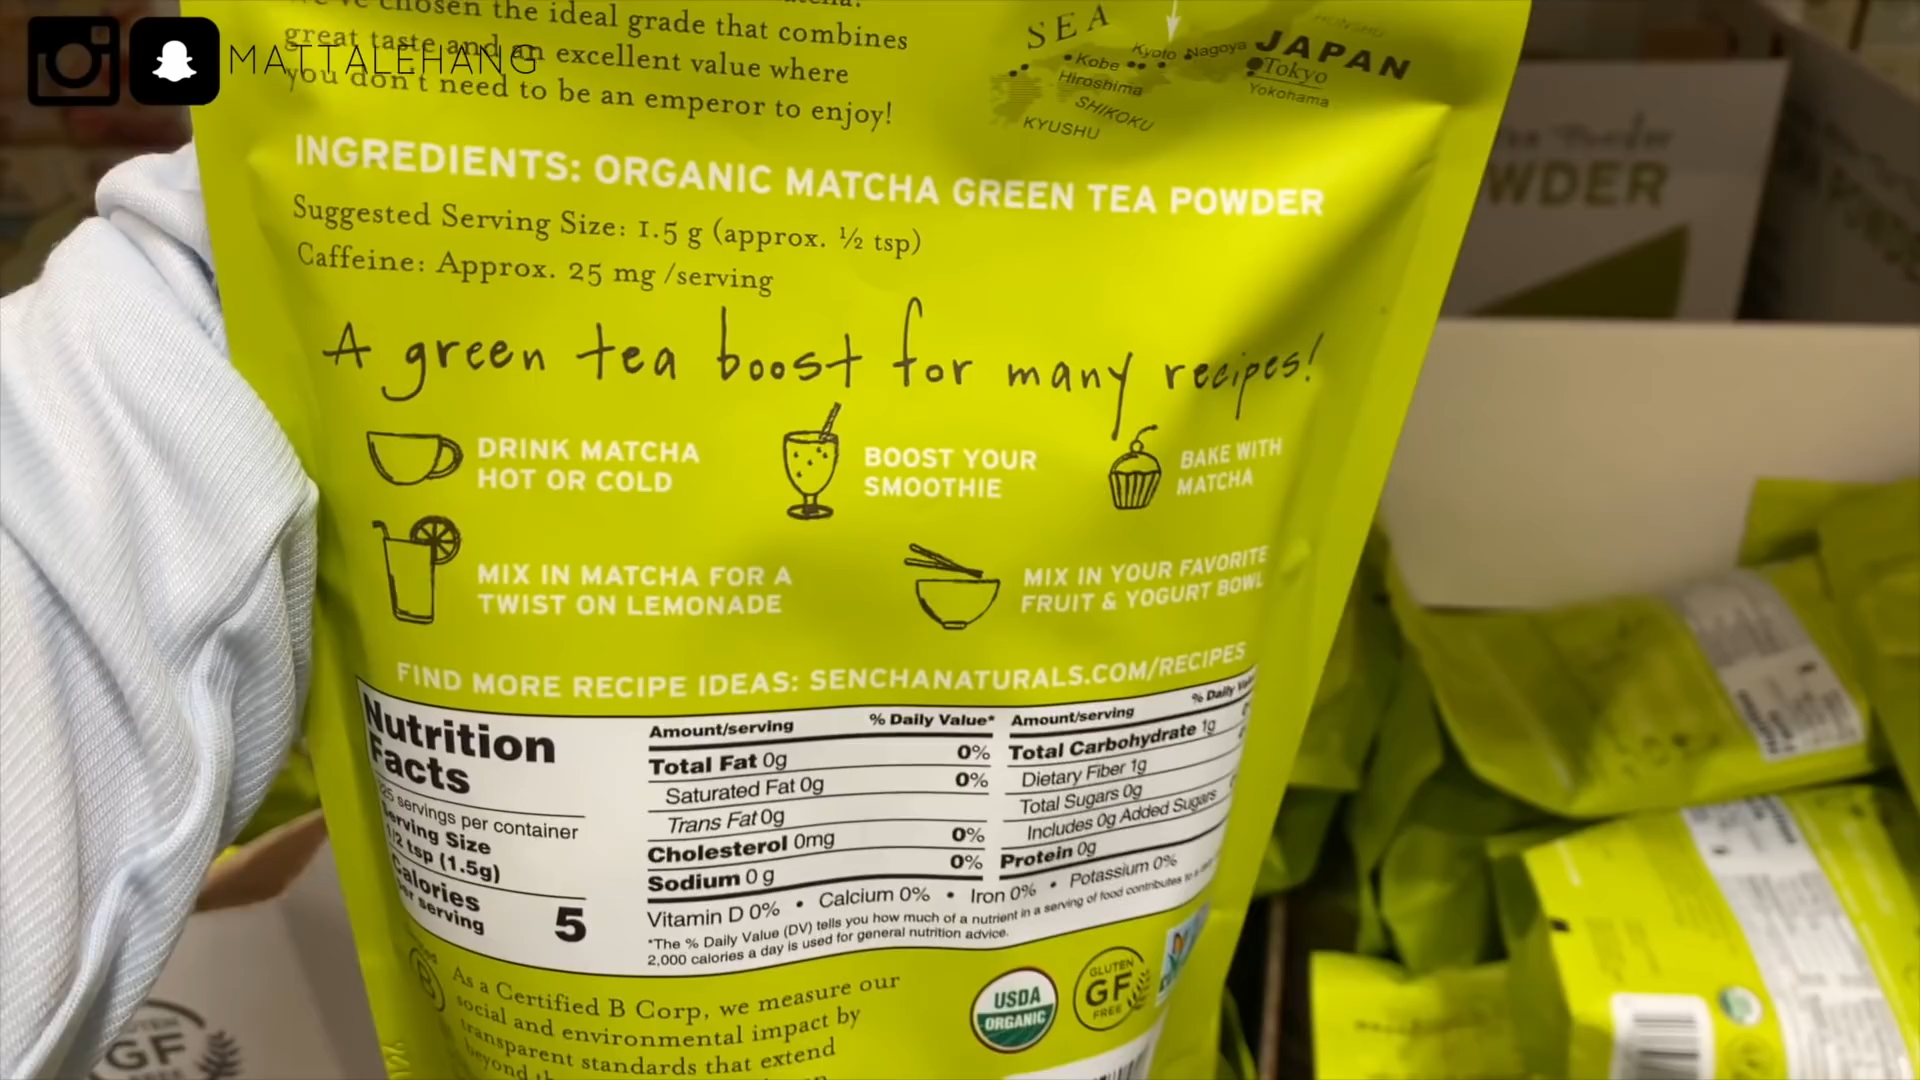 MATTALEHANG
chosen the ideal grade that combines
great taste and an excellent value where
you don't need to be an emperor to enjoy!
SEA
JAPAN
Kobe
Kyoto
Nagoya
Tokyo
Hiroshima
Yokohama
SHIKOKU
KYUSHU
HONSHU
INGREDIENTS: ORGANIC MATCHA GREEN TEA POWDER
Suggested Serving Size: 1.5 g (approx. ½ tsp)
Caffeine: Approx. 25 mg /serving
A green tea boost for many recipes!
DRINK MATCHA
HOT OR COLD
BOOST YOUR
SMOOTHIE
BAKE WITH
MATCHA
MIX IN MATCHA FOR A
TWIST ON LEMONADE
MIX IN YOUR FAVORITE
FRUIT & YOGURT BOWL
FIND MORE RECIPE IDEAS: SENCHANATURALS.COM/RECIPES
Nutrition
Facts
servings per container
Serving Size
1/2 tsp (1.5g)
Calories
per serving
5
Amount/serving % Daily Value*
Total Fat 0g 0%
Saturated Fat 0g 0%
Trans Fat 0g
Cholesterol 0mg 0%
Sodium 0 g 0%
Amount/serving % Daily
Total Carbohydrate 1g
Dietary Fiber 1g
Total Sugars 0g
Includes 0g Added Sugars
Protein 0g
Vitamin D 0% • Calcium 0% • Iron 0% • Potassium 0%
*The % Daily Value (DV) tells you how much of a nutrient in a serving of food contributes to a
2,000 calories a day is used for general nutrition advice.
B
As a Certified B Corp, we measure our
social and environmental impact by
transparent standards that extend
beyond
USDA
ORGANIC
GLUTEN
GF
FREE
WDER
GF